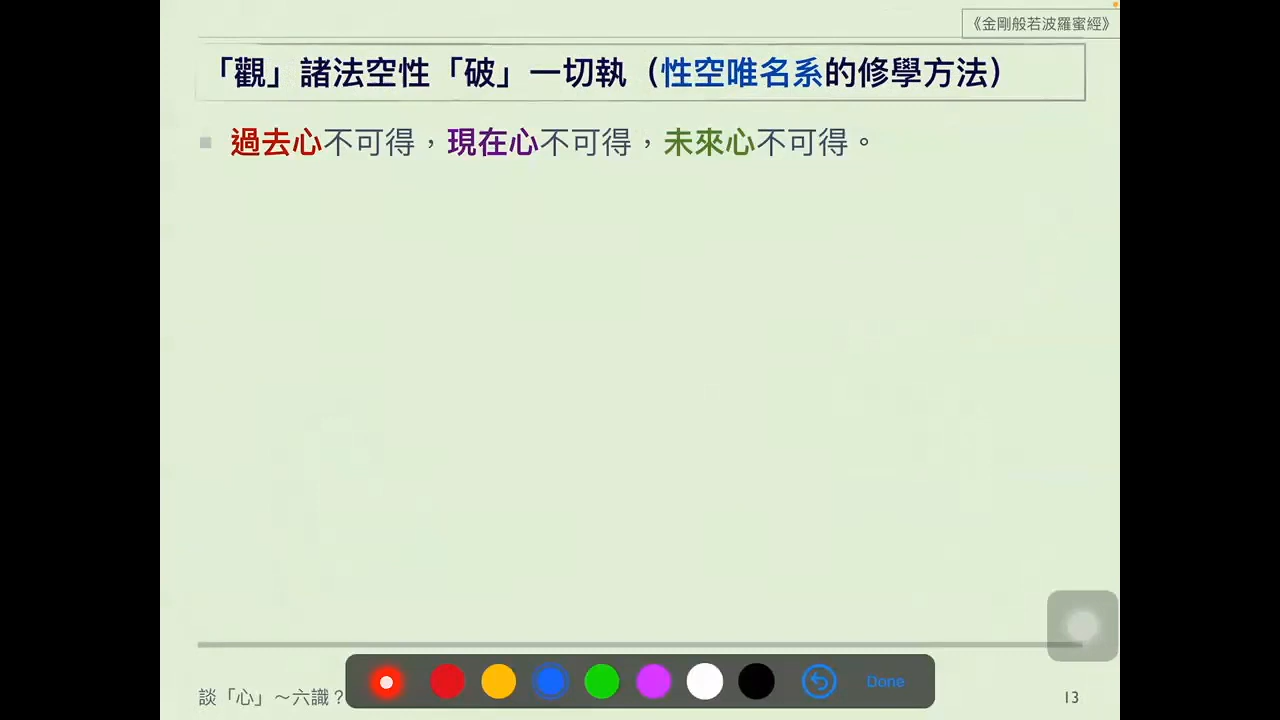 《金剛般若波羅蜜經》
「觀」諸法空性「破」一切執（性空唯名系的修學方法）
過去心不可得，現在心不可得，未來心不可得。
談「心」～六識？
Done
13